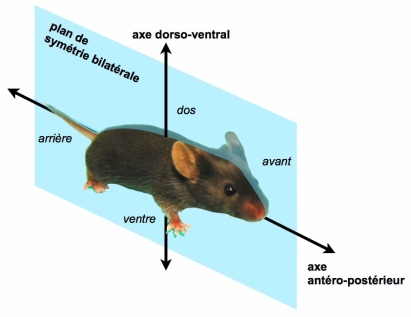 plan de
symétrie bilatérale
axe dorso-ventral
dos
arrière
avant
ventre
axe
antéro-postérieur